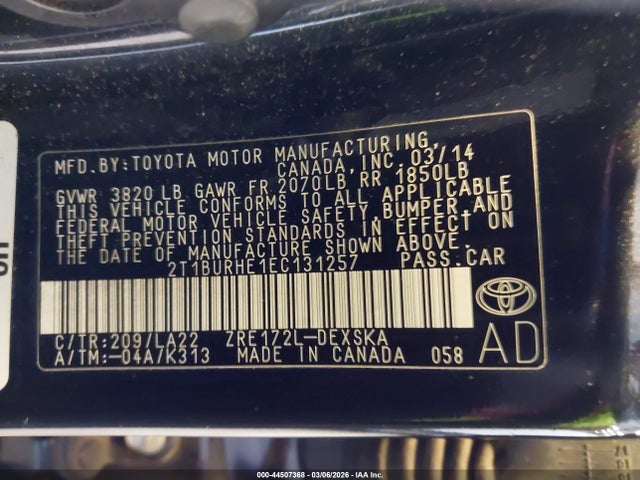 MFD.BY:TOYOTA MOTOR MANUFACTURING,
CANADA, INC. 03/14
GVWR 3820 LB GAWR FR 2070LB RR 1850LB
THIS VEHICLE CONFORMS TO ALL APPLICABLE
FEDERAL MOTOR VEHICLE SAFETY, BUMPER AND
THEFT PREVENTION STANDARDS IN EFFECT ON
THE DATE OF MANUFACTURE SHOWN ABOVE.
2T1BURHE1EC131257 PASS.CAR
C/TR:209/LA22 ZRE172L-DEXSKA
A/TM:-04A/K313 MADE IN CANADA 058
AD
000-44507368 - 03/06/2026 - IAA Inc.